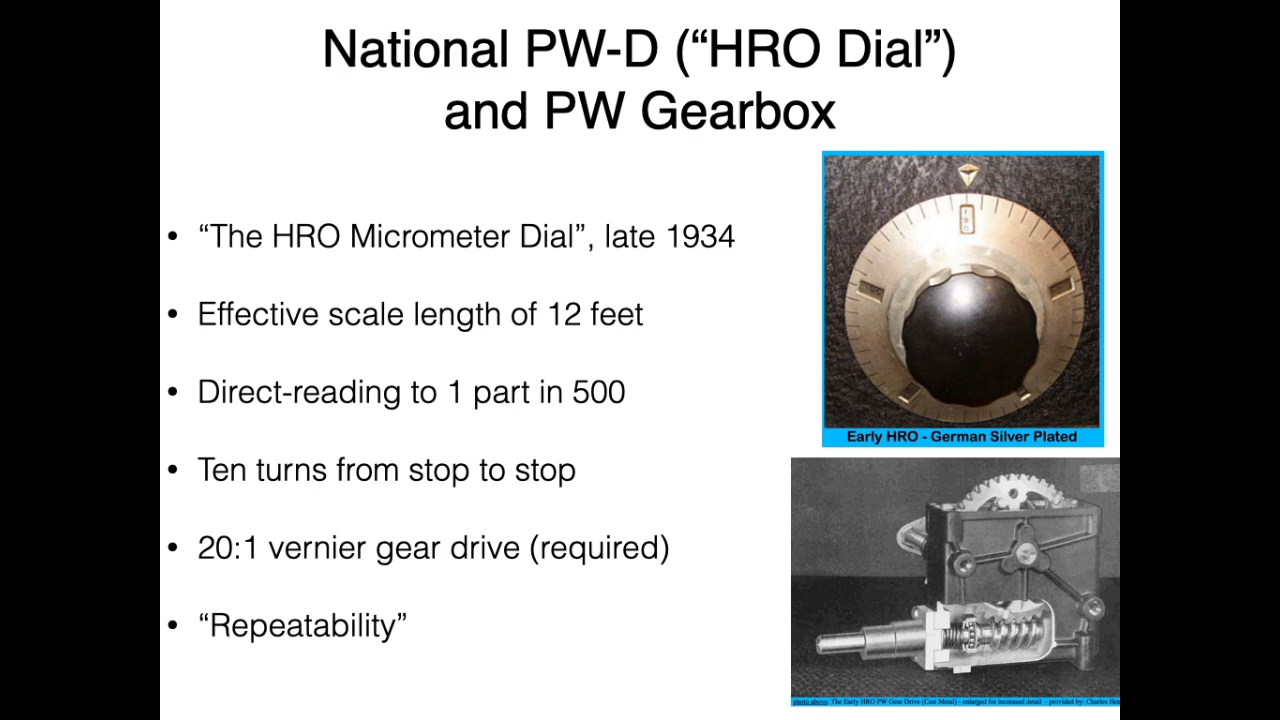 National PW-D (“HRO Dial”)
and PW Gearbox
• “The HRO Micrometer Dial”, late 1934
• Effective scale length of 12 feet
• Direct-reading to 1 part in 500
• Ten turns from stop to stop
• 20:1 vernier gear drive (required)
• “Repeatability”
Early HRO - German Silver Plated
photo above: The Early HRO PW Gear Drive (Cast Metal) - enlarged for increased detail - provided by: Charles